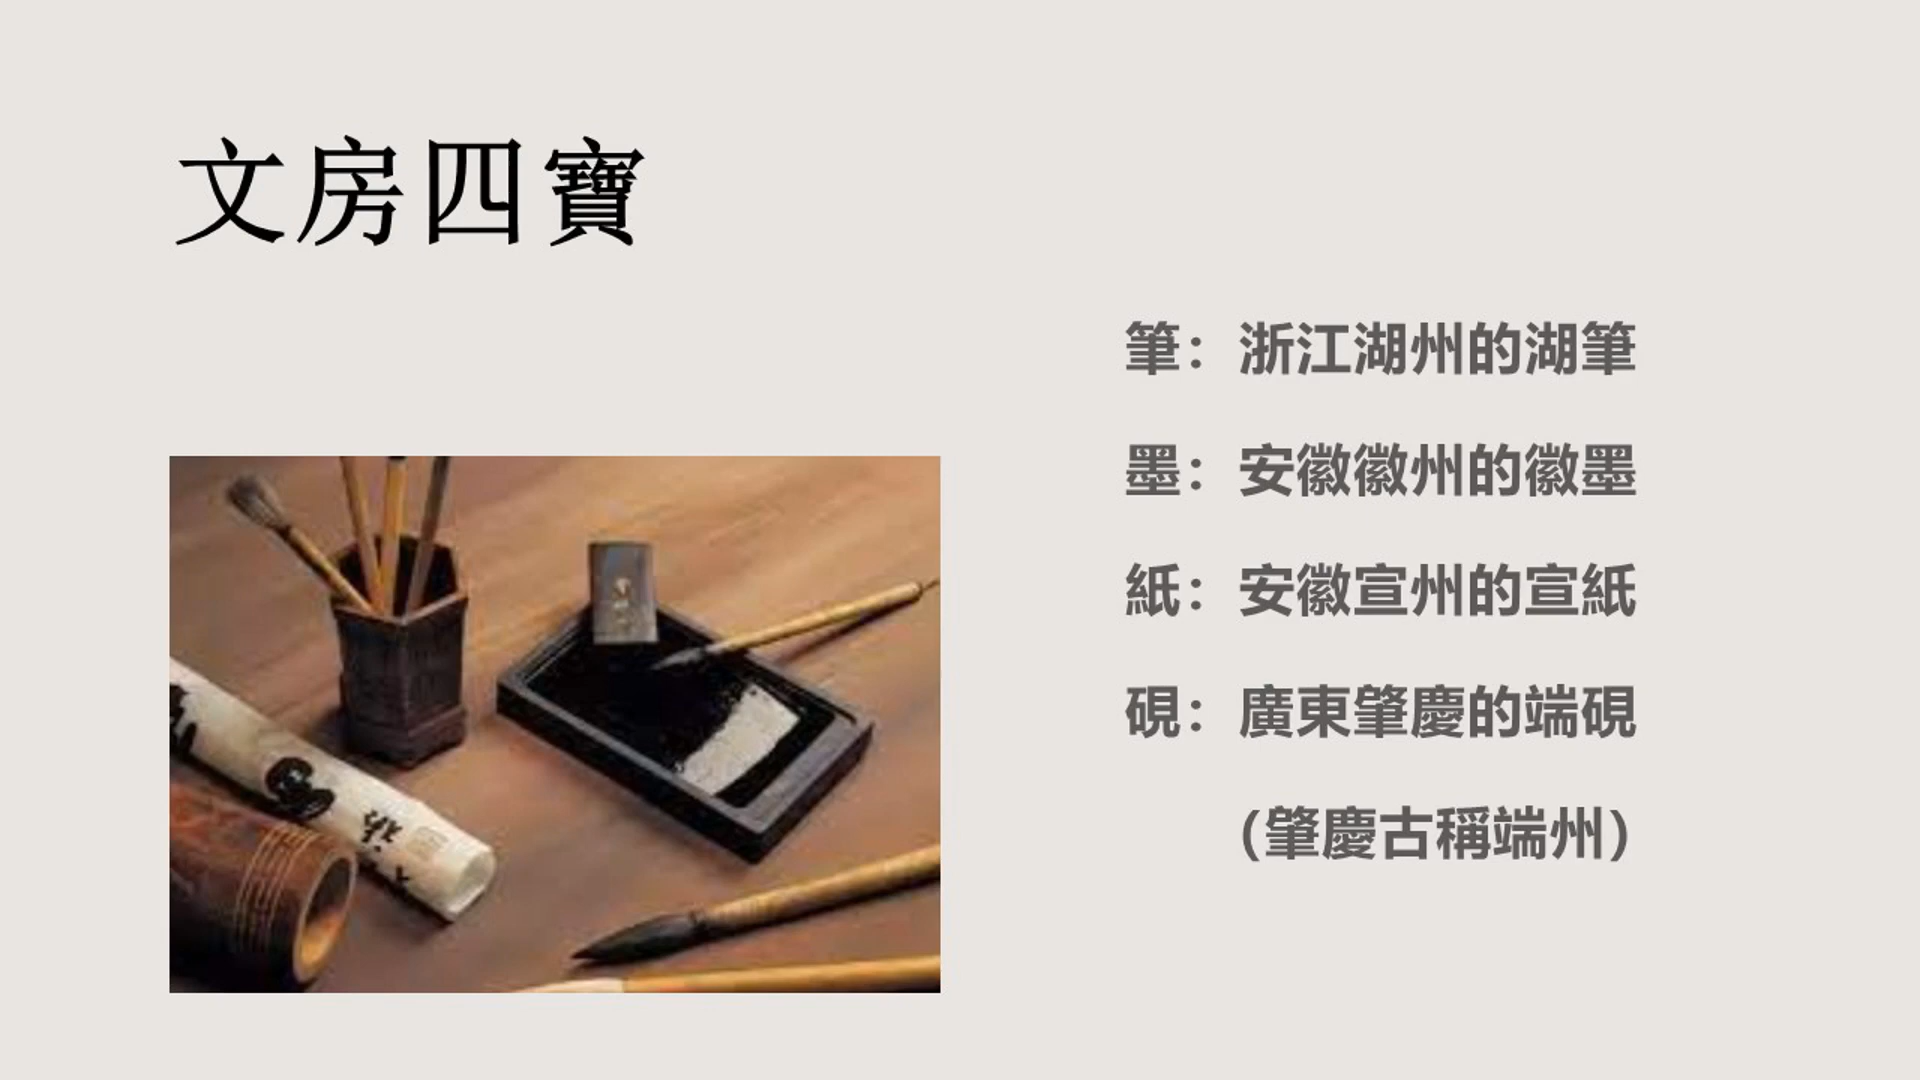 文房四寶
筆：浙江湖州的湖筆
墨：安徽徽州的徽墨
紙：安徽宣州的宣紙
硯：廣東肇慶的端硯
（肇慶古稱端州）